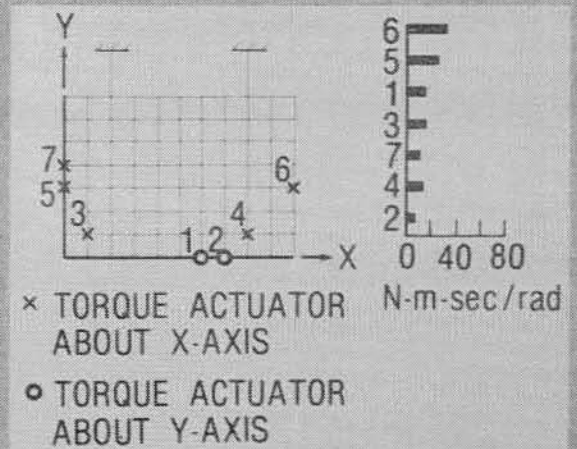 Y
7
5
3
1
2
4
6
X
6
5
1
3
7
4
2
0 40 80
N-m-sec/rad
× TORQUE ACTUATOR
ABOUT X-AXIS
o TORQUE ACTUATOR
ABOUT Y-AXIS